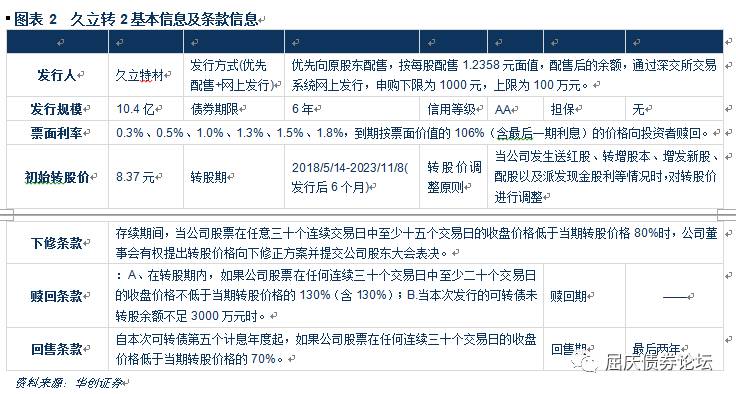 图表 2 久立转 2 基本信息及条款信息
发行人
久立特材
发行方式(优先
配售+网上发行)
优先向原股东配售，按每股配售 1.2358 元面值，配售后的余额，通过深交所交易
系统网上发行，申购下限为 1000 元，上限为 100 万元。
发行规模
10.4 亿
债券期限
6 年
信用等级
AA
担保
无
票面利率
0.3%、0.5%、1.0%、1.3%、1.5%、1.8%，到期按票面价值的 106%（含最后一期利息）的价格向投资者赎回。
初始转股价
8.37 元
转股期
2018/5/14-2023/11/8(
发行后 6 个月)
转股价调
整原则
当公司发生送红股、转增股本、增发新股、
配股以及派发现金股利等情况时，对转股价
进行调整
下修条款
存续期间，当公司股票在任意三十个连续交易日中至少十五个交易日的收盘价格低于当期转股价格 80%时，公司董
事会有权提出转股价格向下修正方案并提交公司股东大会表决。
赎回条款
：A、在转股期内，如果公司股票在任何连续三十个交易日中至少二十个交易日
的收盘价格不低于当期转股价格的 130%（含 130%）；B.当本次发行的可转债未
转股余额不足 3000 万元时。
赎回期
——
回售条款
自本次可转债第五个计息年度起，如果公司股票在任何连续三十个交易日的收盘
价格低于当期转股价格的 70%。
回售期
最后两年
屈庆债券论坛
资料来源：华创证券